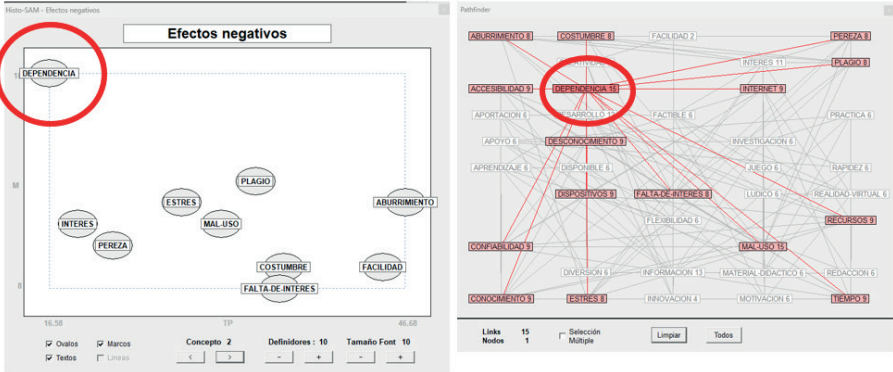 Histo-SAM - Efectos negativos
Efectos negativos
DEPENDENCIA
M
PLAGIO
ESTRES
ABURRIMIENTO
INTERES
MAL-USO
PEREZA
COSTUMBRE
FACILIDAD
FALTA-DE-INTERES
16.58 TP 46.68
Ovalos Marcos Concepto 2 Definidores : 10 Tamaño Font 10
Textos Lineas < > - + - +
Pathfinder
ABURRIMIENTO 8 COSTUMBRE 8 FACILIDAD 2 PEREZA 8
INTERES 11 PLAGIO 8
ACCESIBILIDAD 9 DEPENDENCIA 15 INTERNET 9
APORTACION 6 DESARROLLO 12 FACTIBLE 6 PRACTICA 6
APOYO 6 DESCONOCIMIENTO 9 INVESTIGACION 6
APRENDIZAJE 6 DISPONIBLE 6 JUEGO 6 RAPIDEZ 6
DISPOSITIVOS 9 FALTA-DE-INTERES 8 LUDICO 6 REALIDAD-VIRTUAL 6
FLEXIBILIDAD 6 RECURSOS 9
CONFIABILIDAD 9 MAL-USO 15
DIVERSION 6 INFORMACION 13 MATERIAL-DIDACTICO 6 REDACCION 6
CONOCIMIENTO 9 ESTRES 8 INNOVACION 4 MOTIVACION 6 TIEMPO 9
Links 15 Selección Múltiple Limpiar Todos
Nodos 1